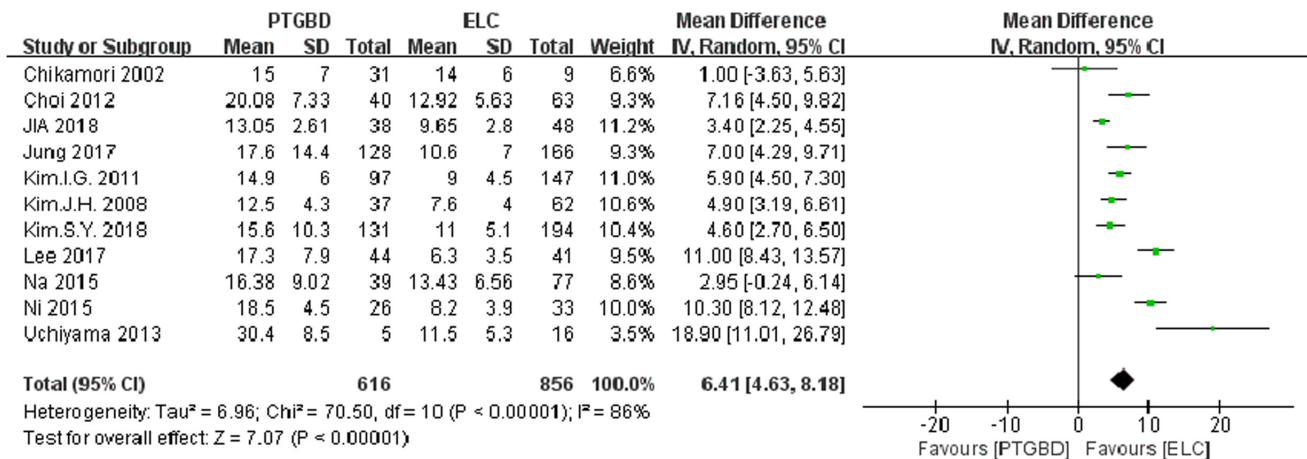 PTGBD ELC Mean Difference Mean Difference
Study or Subgroup Mean SD Total Mean SD Total Weight IV, Random, 95% CI IV, Random, 95% CI
Chikamori 2002 15 7 31 14 6 9 6.6% 1.00 [-3.63, 5.63]
Choi 2012 20.08 7.33 40 12.92 5.63 63 9.3% 7.16 [4.50, 9.82]
JIA 2018 13.05 2.61 38 9.65 2.8 48 11.2% 3.40 [2.25, 4.55]
Jung 2017 17.6 14.4 128 10.6 7 166 9.3% 7.00 [4.29, 9.71]
Kim.I.G. 2011 14.9 6 97 9 4.5 147 11.0% 5.90 [4.50, 7.30]
Kim.J.H. 2008 12.5 4.3 37 7.6 4 62 10.6% 4.90 [3.19, 6.61]
Kim.S.Y. 2018 15.6 10.3 131 11 5.1 194 10.4% 4.60 [2.70, 6.50]
Lee 2017 17.3 7.9 44 6.3 3.5 41 9.5% 11.00 [8.43, 13.57]
Na 2015 16.38 9.02 39 13.43 6.56 77 8.6% 2.95 [-0.24, 6.14]
Ni 2015 18.5 4.5 26 8.2 3.9 33 10.0% 10.30 [8.12, 12.48]
Uchiyama 2013 30.4 8.5 5 11.5 5.3 16 3.5% 18.90 [11.01, 26.79]
Total (95% CI) 616 856 100.0% 6.41 [4.63, 8.18]
Heterogeneity: Tau² = 6.96; Chi² = 70.50, df = 10 (P < 0.00001); I² = 86%
Test for overall effect: Z = 7.07 (P < 0.00001)
-20 -10 0 10 20
Favours [PTGBD] Favours [ELC]